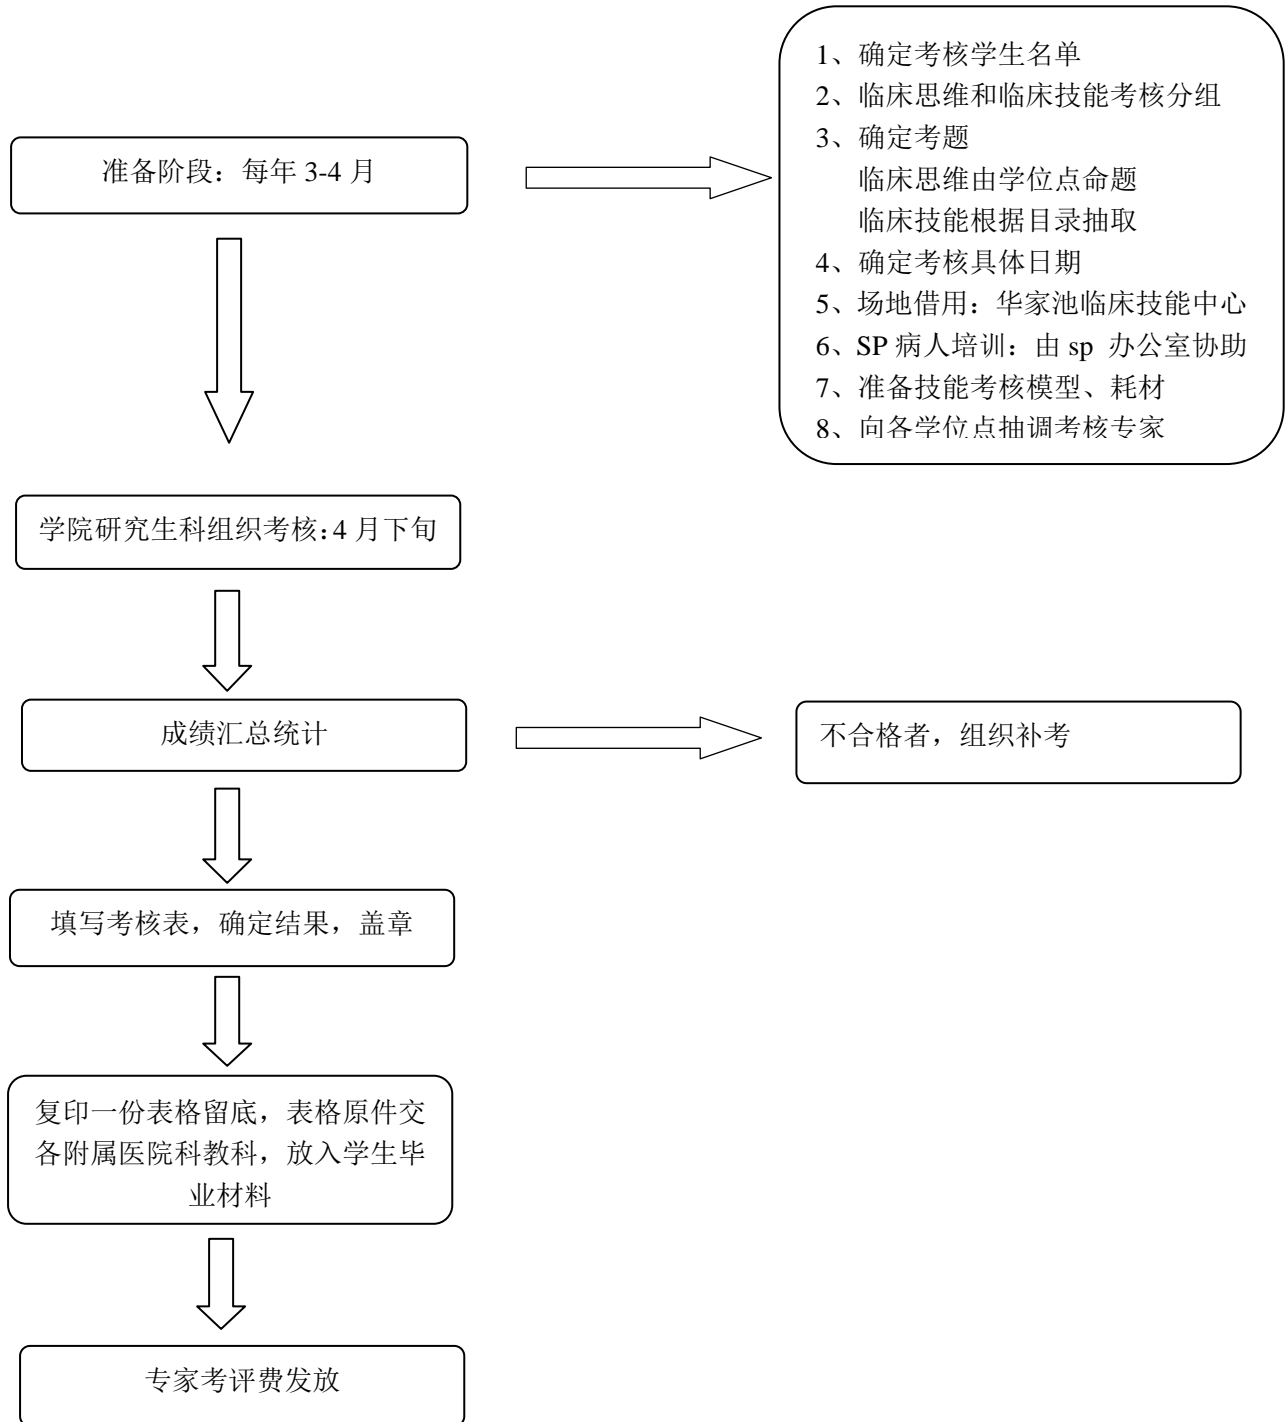 准备阶段：每年 3-4 月
1、确定考核学生名单
2、临床思维和临床技能考核分组
3、确定考题
临床思维由学位点命题
临床技能根据目录抽取
4、确定考核具体日期
5、场地借用：华家池临床技能中心
6、SP 病人培训：由 sp 办公室协助
7、准备技能考核模型、耗材
8、向各学位点抽调考核专家
学院研究生科组织考核：4 月下旬
成绩汇总统计
不合格者，组织补考
填写考核表，确定结果，盖章
复印一份表格留底，表格原件交
各附属医院科教科，放入学生毕
业材料
专家考评费发放